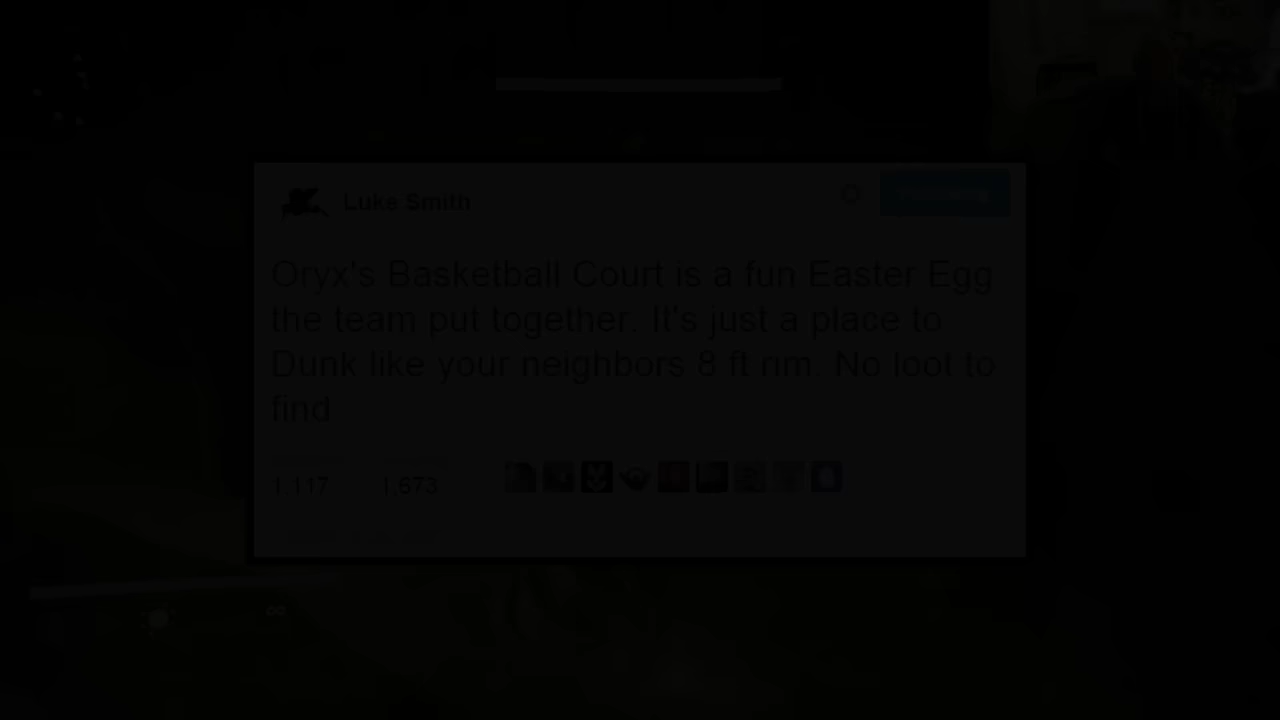 Luke Smith
Oryx's Basketball Court is a fun Easter Egg
the team put together. It's just a place to
Dunk like your neighbors 8 ft rim. No loot to
find
1,117 1,673
∞